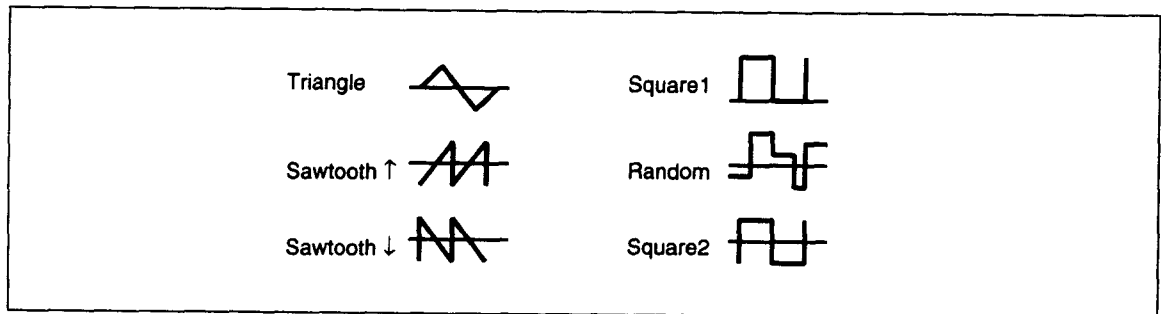 Triangle
Sawtooth ↑
Sawtooth ↓
Square1
Random
Square2